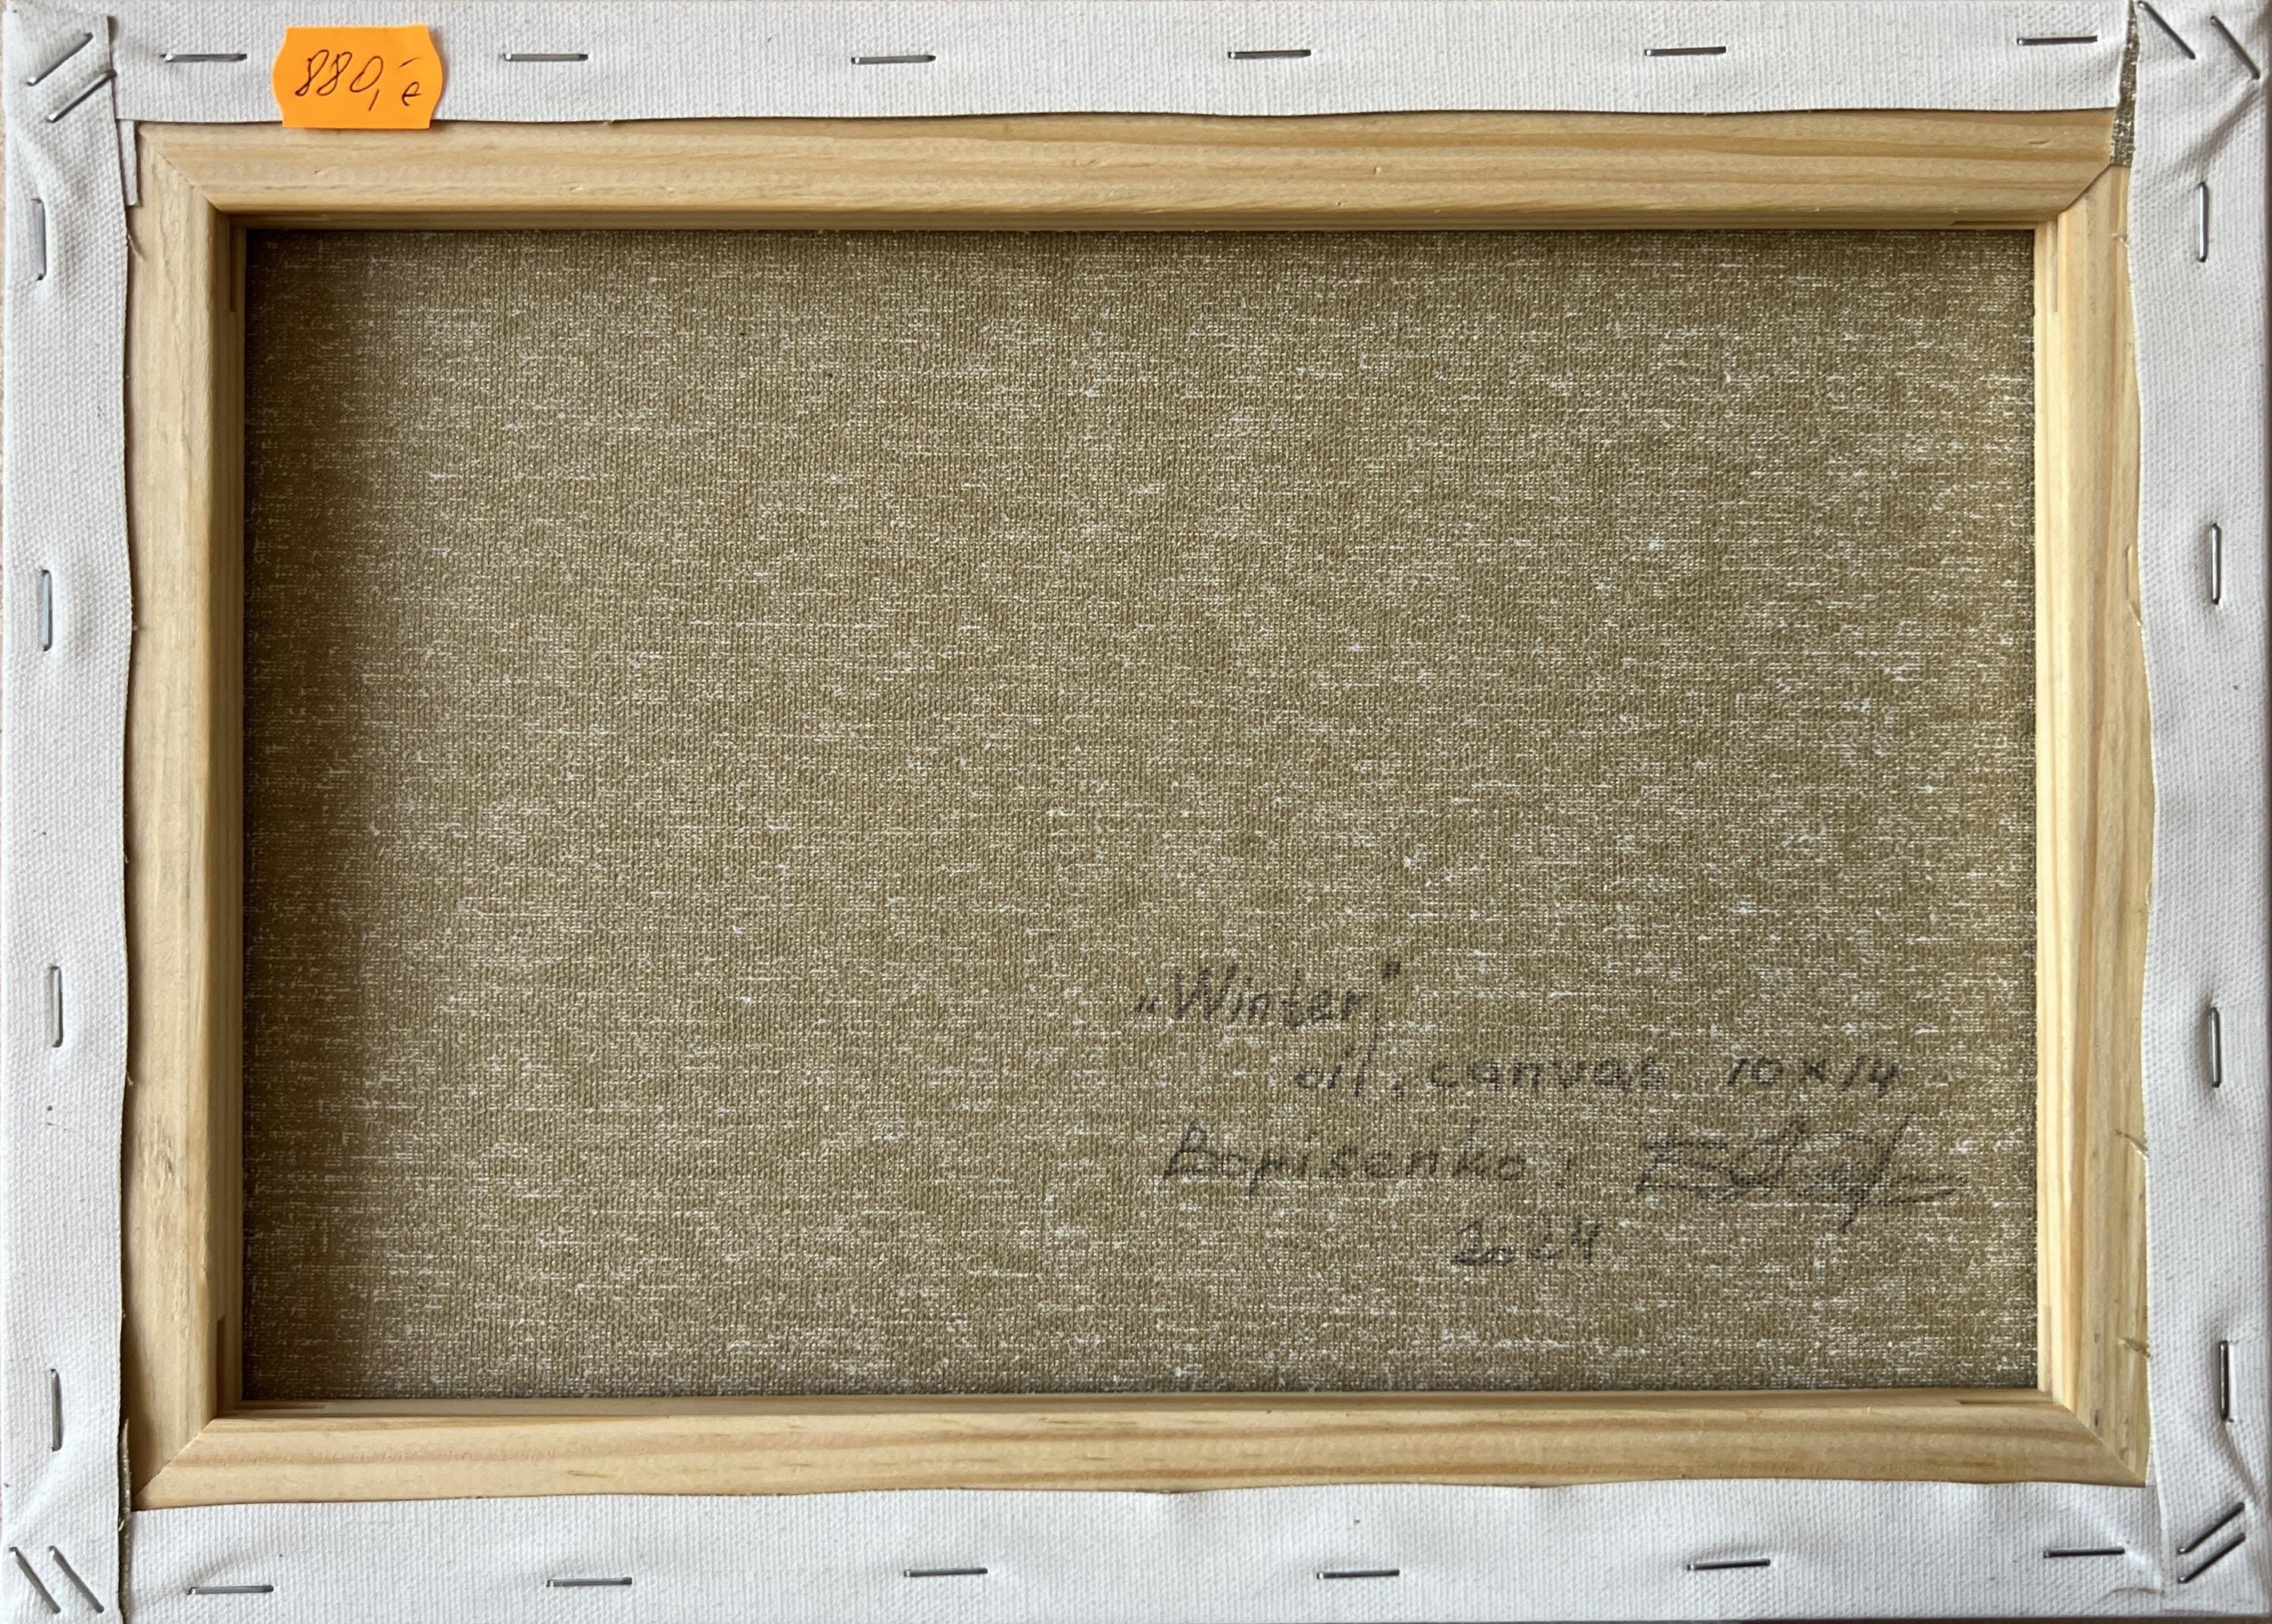 880,- €
„Winter"
oil, canvas 10×14
Borisenko:
2024